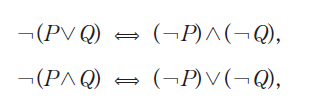 ¬(P∨Q) ⟺ (¬P)∧(¬Q),
¬(P∧Q) ⟺ (¬P)∨(¬Q),